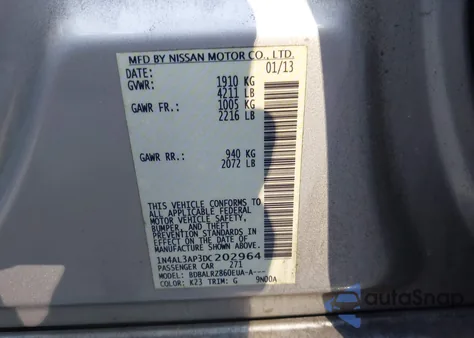 MFD BY NISSAN MOTOR CO., LTD.
DATE: 01/13
GVWR: 1910 KG
4211 LB
GAWR FR.: 1005 KG
2216 LB
GAWR RR.: 940 KG
2072 LB
THIS VEHICLE CONFORMS TO
ALL APPLICABLE FEDERAL
MOTOR VEHICLE SAFETY,
BUMPER, AND THEFT
PREVENTION STANDARDS IN
EFFECT ON THE DATE OF
MANUFACTURE SHOWN ABOVE.
1N4AL3AP3DC202964
PASSENGER CAR 271
MODEL: BDBALRZ860EUA-A---
COLOR: K23 TRIM: G 9N00A
autoSnap